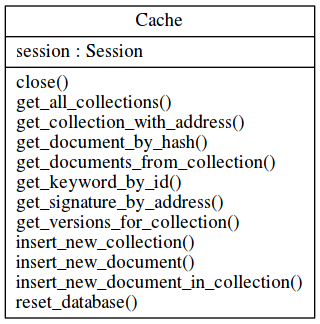 Cache
session : Session
close()
get_all_collections()
get_collection_with_address()
get_document_by_hash()
get_documents_from_collection()
get_keyword_by_id()
get_signature_by_address()
get_versions_for_collection()
insert_new_collection()
insert_new_document()
insert_new_document_in_collection()
reset_database()